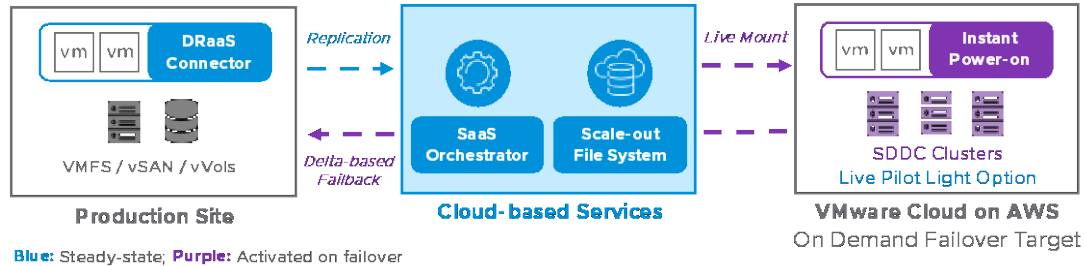 vm vm
DRaaS
Connector
VMFS / vSAN / vVols
Production Site
Replication
Delta-based
Failback
SaaS
Orchestrator
Scale-out
File System
Cloud-based Services
Live Mount
vm vm
Instant
Power-on
SDDC Clusters
Live Pilot Light Option
VMware Cloud on AWS
On Demand Failover Target
Blue: Steady-state; Purple: Activated on failover